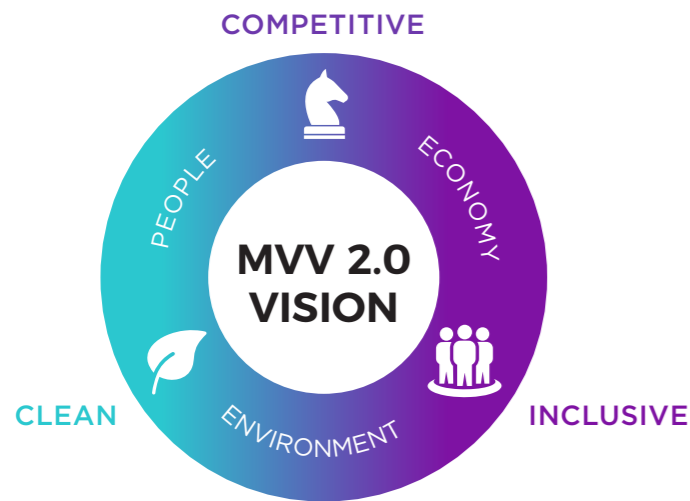 COMPETITIVE
PEOPLE
ECONOMY
MVV 2.0
VISION
CLEAN
ENVIRONMENT
INCLUSIVE